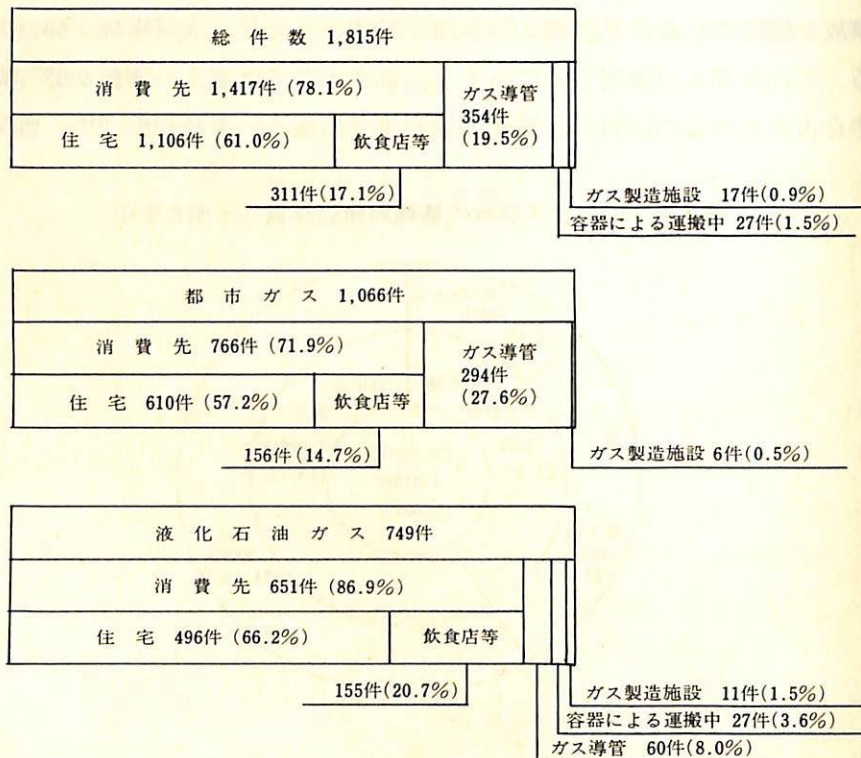 総件数 1,815件
消費先 1,417件 (78.1%)
ガス導管
354件
(19.5%)
住宅 1,106件 (61.0%)
飲食店等
311件(17.1%)
ガス製造施設 17件(0.9%)
容器による運搬中 27件(1.5%)
都市ガス 1,066件
消費先 766件 (71.9%)
ガス導管
294件
(27.6%)
住宅 610件 (57.2%)
飲食店等
156件(14.7%)
ガス製造施設 6件(0.5%)
液化石油ガス 749件
消費先 651件 (86.9%)
住宅 496件 (66.2%)
飲食店等
155件(20.7%)
ガス製造施設 11件(1.5%)
容器による運搬中 27件(3.6%)
ガス導管 60件(8.0%)